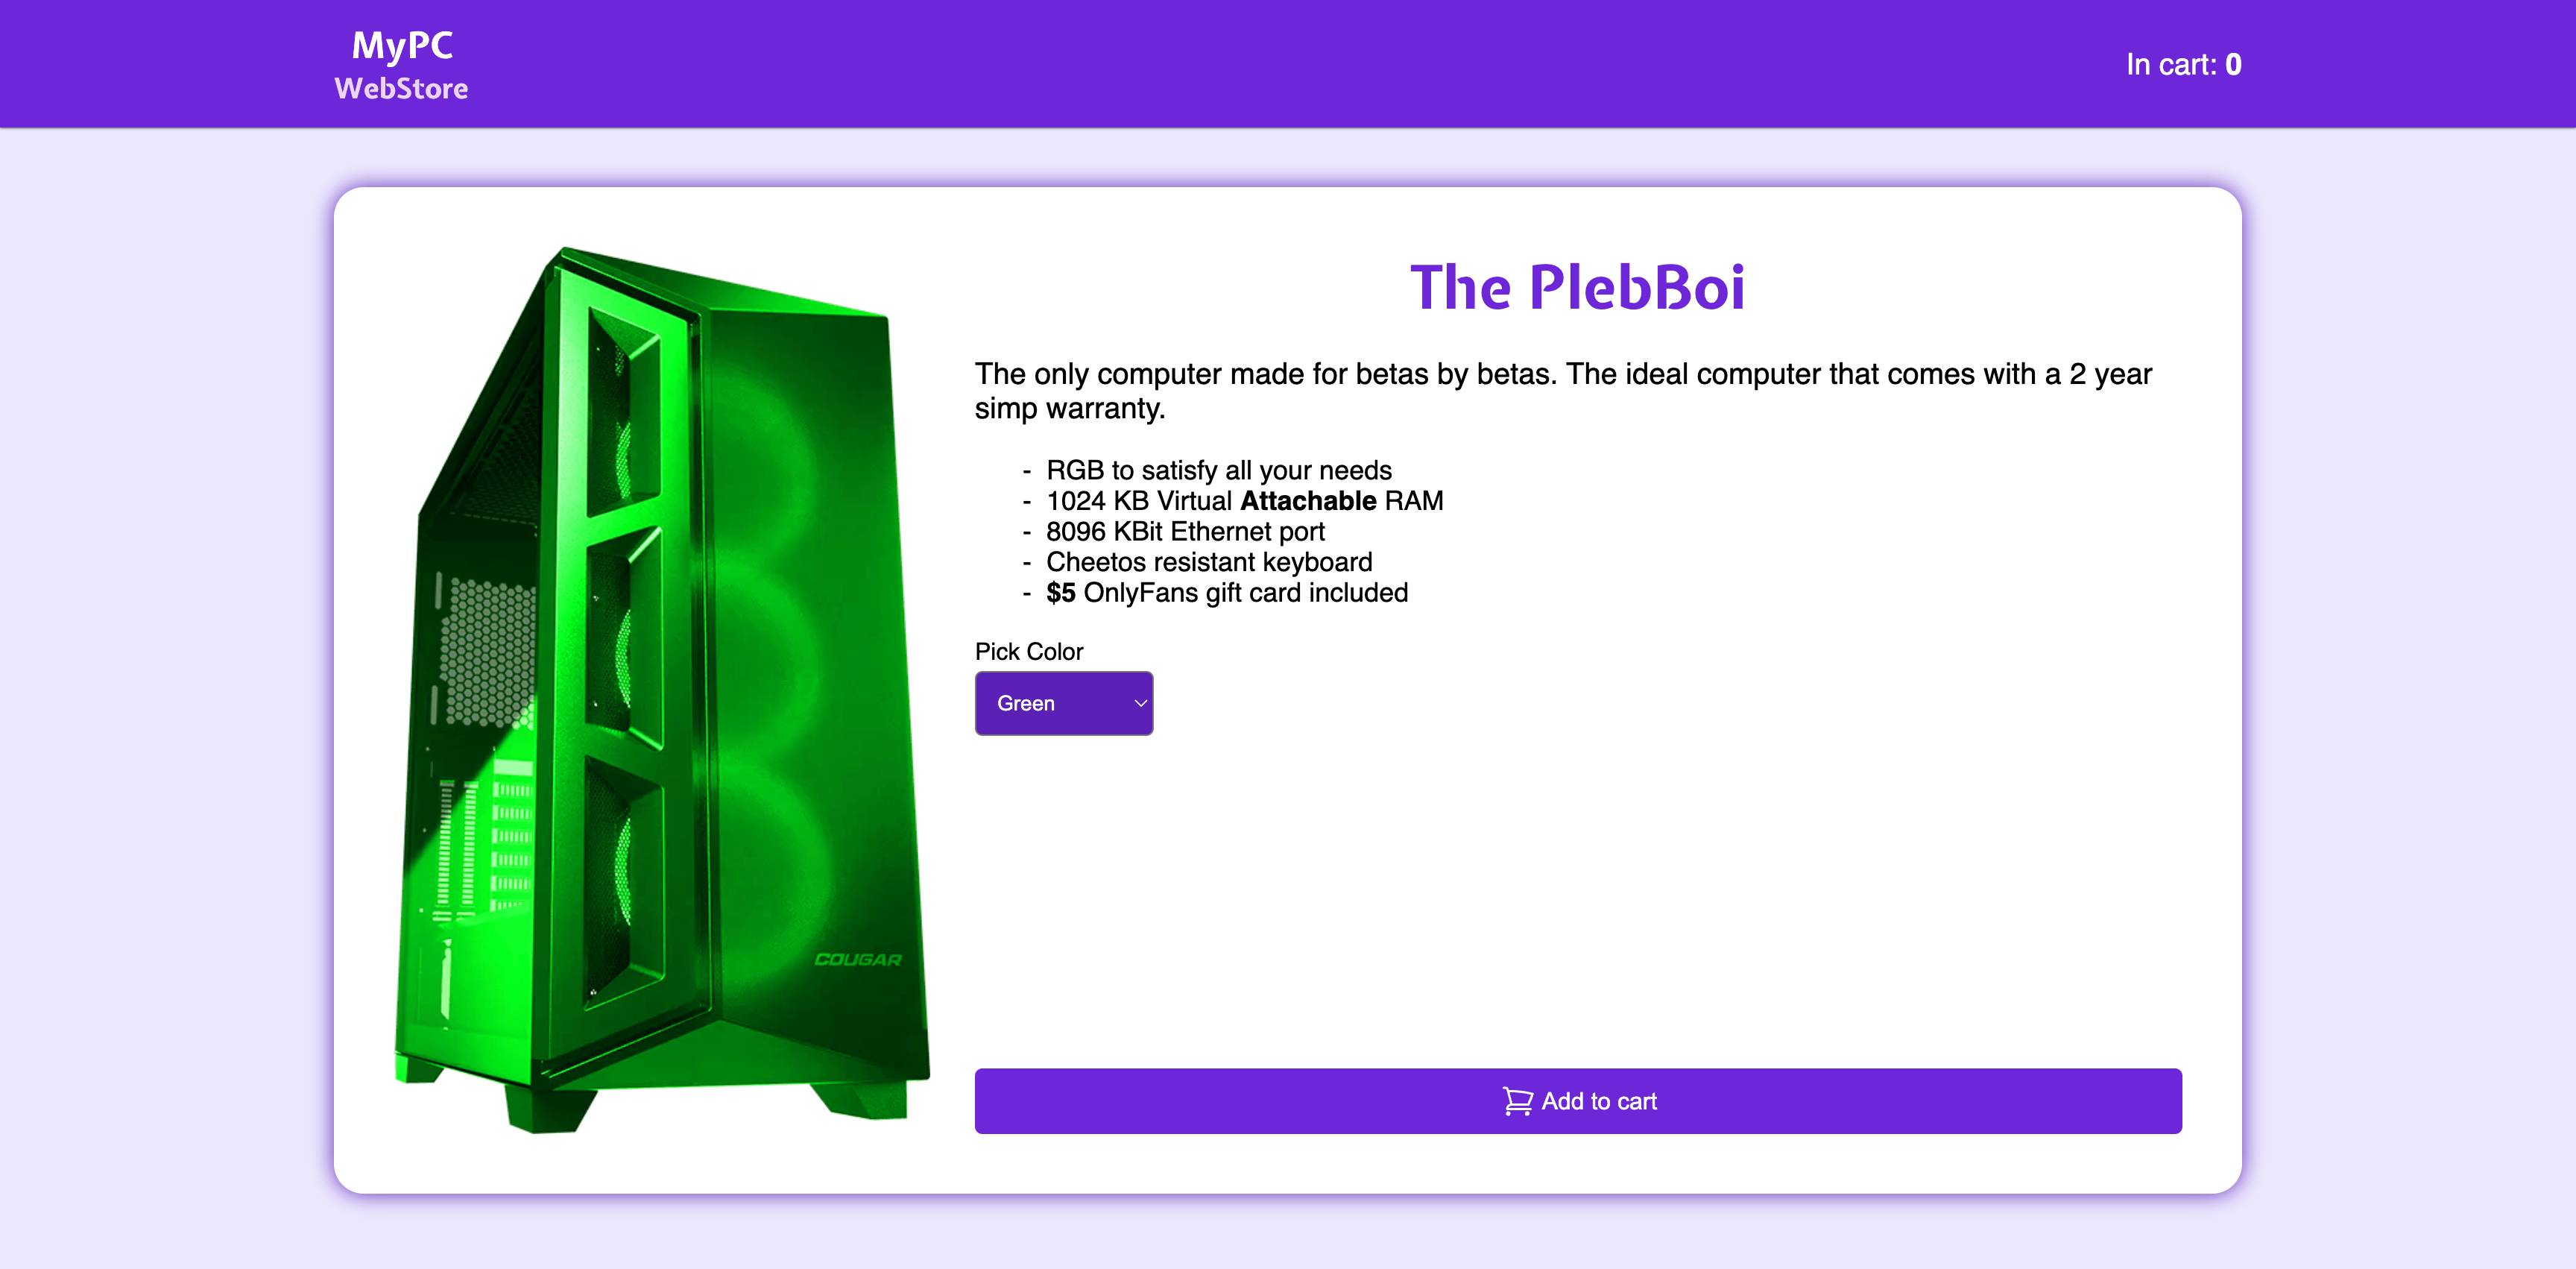 MyPC
WebStore
In cart: 0
The PlebBoi
The only computer made for betas by betas. The ideal computer that comes with a 2 year
simp warranty.
- RGB to satisfy all your needs
- 1024 KB Virtual Attachable RAM
- 8096 KBit Ethernet port
- Cheetos resistant keyboard
- $5 OnlyFans gift card included
Pick Color
Green
COUGAR
Add to cart